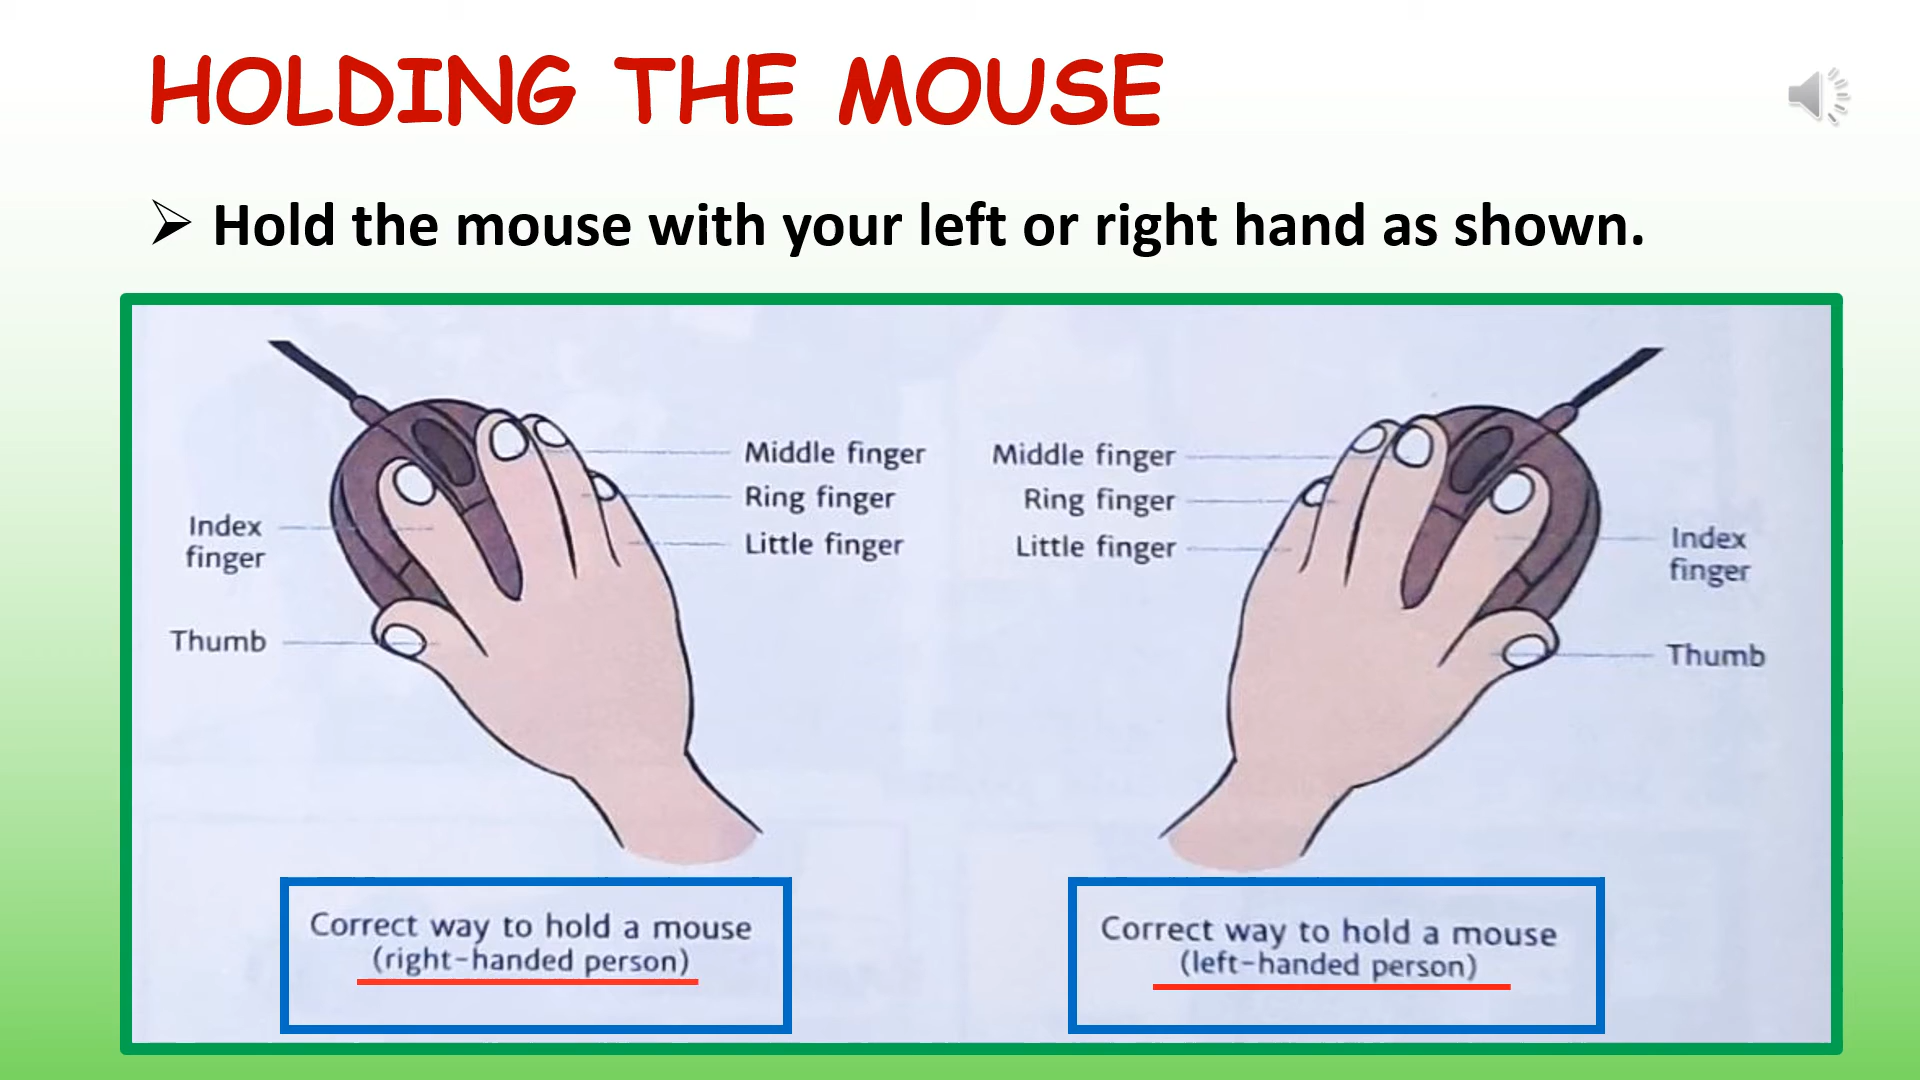 HOLDING THE MOUSE
Hold the mouse with your left or right hand as shown.
Middle finger
Ring finger
Little finger
Index
finger
Thumb
Correct way to hold a mouse
(right-handed person)
Middle finger
Ring finger
Little finger
Index
finger
Thumb
Correct way to hold a mouse
(left-handed person)